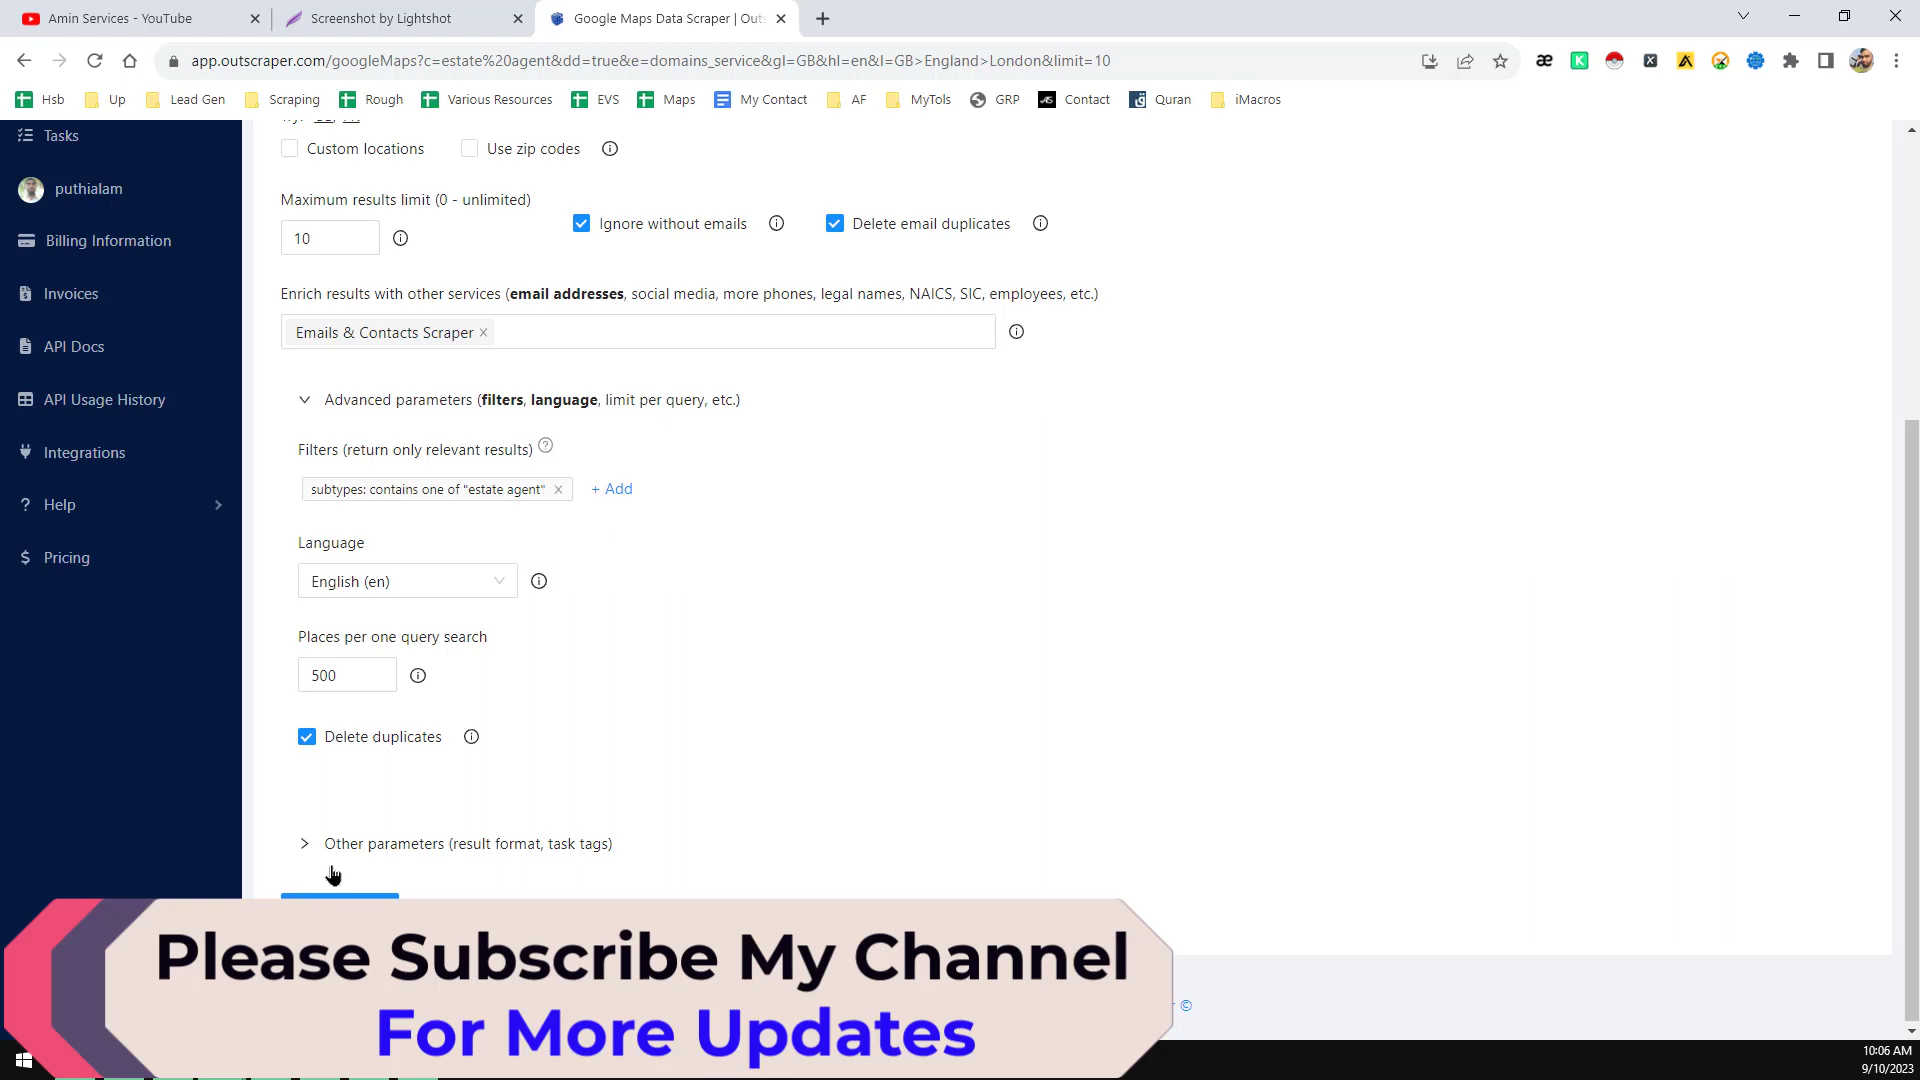 Amin Services - YouTube
Screenshot by Lightshot
Google Maps Data Scraper | Outs
app.outscraper.com/googleMaps?c=estate%20agent&dd=true&e=domains_service&gl=GB&hl=en&l=GB>England>London&limit=10
Hsb
Up
Lead Gen
Scraping
Rough
Various Resources
EVS
Maps
My Contact
AF
MyTols
GRP
Contact
Quran
iMacros
Tasks
puthialam
Billing Information
Invoices
API Docs
API Usage History
Integrations
Help
Pricing
Custom locations
Use zip codes
Maximum results limit (0 - unlimited)
10
Ignore without emails
Delete email duplicates
Enrich results with other services (email addresses, social media, more phones, legal names, NAICS, SIC, employees, etc.)
Emails & Contacts Scraper
Advanced parameters (filters, language, limit per query, etc.)
Filters (return only relevant results)
subtypes: contains one of "estate agent"
+ Add
Language
English (en)
Places per one query search
500
Delete duplicates
Other parameters (result format, task tags)
Please Subscribe My Channel
For More Updates
©
10:06 AM
9/10/2023